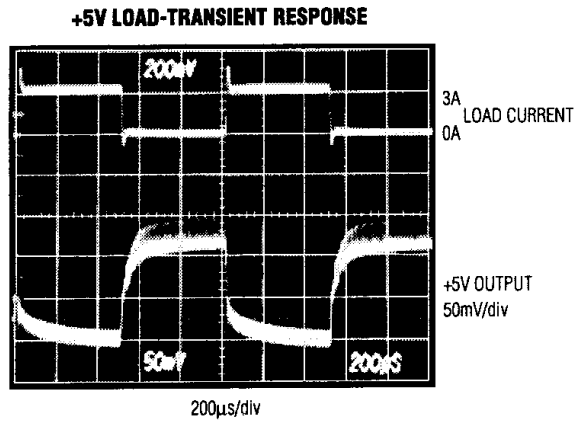 +5V LOAD-TRANSIENT RESPONSE
200mV
3A
LOAD CURRENT
0A
+5V OUTPUT
50mV/div
50mV
200µS
200µs/div